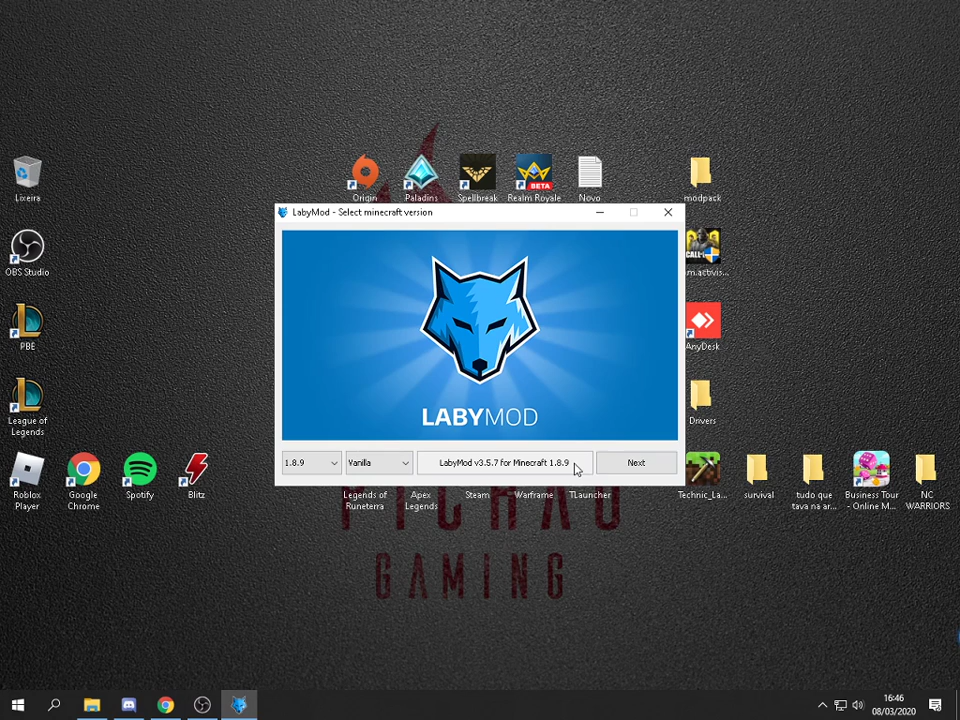 Lixeira
Origin
Paladins
Spellbreak
BETA
Realm Royale
Novo
modpack
LabyMod - Select minecraft version
OBS Studio
m.activis...
LABYMOD
PBE
AnyDesk
League of
Legends
Drivers
1.8.9
Vanilla
LabyMod v3.5.7 for Minecraft 1.8.9
Next
Roblox
Player
Google
Chrome
Spotify
Blitz
Legends of
Runeterra
Apex
Legends
Steam
Warframe
TLauncher
Technic_La...
survival
tudo que
tava na ar...
Business Tour
- Online M...
NC
WARRIORS
GAMING
16:46
08/03/2020